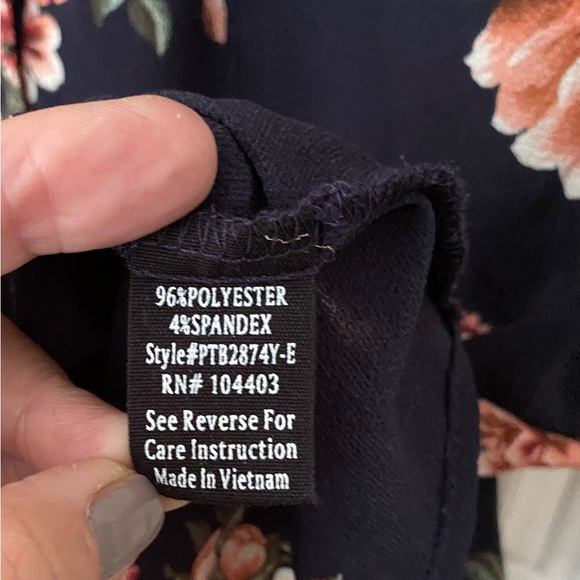 96%POLYESTER
4%SPANDEX
Style#PTB2874Y-E
RN# 104403
See Reverse For
Care Instruction
Made In Vietnam